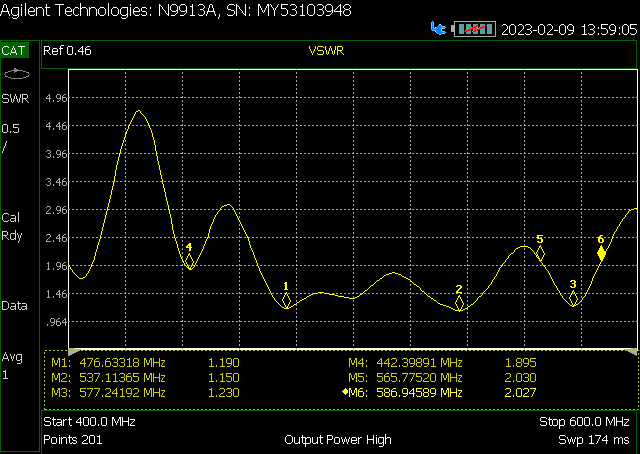 Agilent Technologies: N9913A, SN: MY53103948
2023-02-09 13:59:05
CAT
Ref 0.46
VSWR
SWR
0.5
/
Cal
Rdy
Data
Avg
1
4.96
3.96
3.46
2.96
2.46
1.96
1.46
.964
4
1
2
5
3
6
M1: 476.63318 MHz 1.190
M2: 537.11365 MHz 1.150
M3: 577.24192 MHz 1.230
M4: 442.39891 MHz 1.895
M5: 565.77520 MHz 2.030
M6: 586.94589 MHz 2.027
Start 400.0 MHz
Stop 600.0 MHz
Points 201
Output Power High
Swp 174 ms